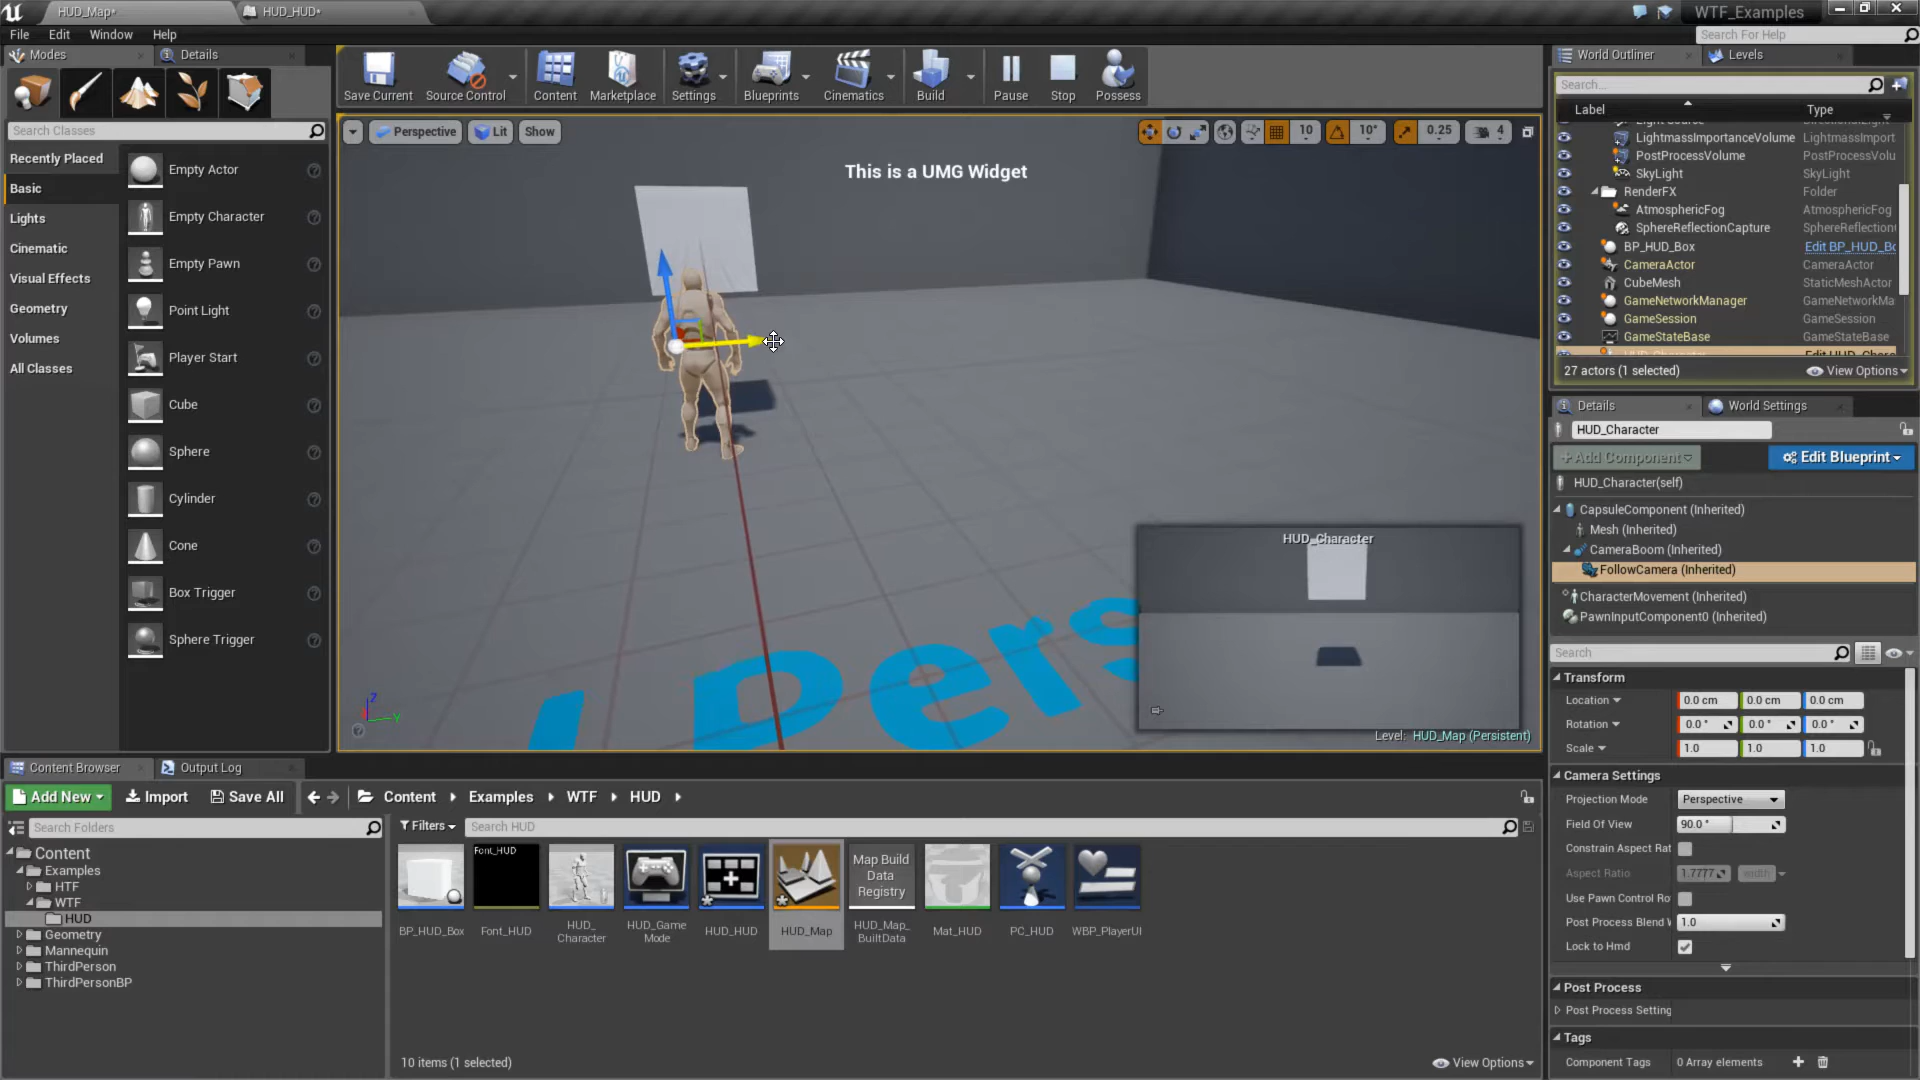 HUD_Map*
HUD_HUD*
WTF_Examples
File
Edit
Window
Help
Search For Help
Modes
Details
Save Current
Source Control
Content
Marketplace
Settings
Blueprints
Cinematics
Build
Pause
Stop
Possess
Search Classes
Recently Placed
Basic
Lights
Cinematic
Visual Effects
Geometry
Volumes
All Classes
Empty Actor
Empty Character
Empty Pawn
Point Light
Player Start
Cube
Sphere
Cylinder
Cone
Box Trigger
Sphere Trigger
Perspective
Lit
Show
10
10°
0.25
4
This is a UMG Widget
HUD_Character
Level: HUD_Map (Persistent)
Z
Y
World Outliner
Levels
Search...
Label
Type
LightmassImportanceVolume LightmassImport
PostProcessVolume PostProcessVolu
SkyLight SkyLight
RenderFX Folder
AtmosphericFog AtmosphericFog
SphereReflectionCapture SphereReflection
BP_HUD_Box Edit BP_HUD_Bo
CameraActor CameraActor
CubeMesh StaticMeshActor
GameNetworkManager GameNetworkMa
GameSession GameSession
GameStateBase GameStateBase
27 actors (1 selected)
View Options
Details
World Settings
HUD_Character
+Add Component
Edit Blueprint
HUD_Character(self)
CapsuleComponent (Inherited)
Mesh (Inherited)
CameraBoom (Inherited)
FollowCamera (Inherited)
CharacterMovement (Inherited)
PawnInputComponent0 (Inherited)
Search
Transform
Location 0.0 cm 0.0 cm 0.0 cm
Rotation 0.0 ° 0.0 ° 0.0 °
Scale 1.0 1.0 1.0
Camera Settings
Projection Mode Perspective
Field Of View 90.0 °
Constrain Aspect Rat
Aspect Ratio 1.7777 width
Use Pawn Control Ro
Post Process Blend W 1.0
Lock to Hmd
Post Process
Post Process Setting
Tags
Component Tags 0 Array elements
Content Browser
Output Log
Add New
Import
Save All
Content
Examples
WTF
HUD
Search Folders
Filters
Search HUD
Content
Examples
HTF
WTF
HUD
Geometry
Mannequin
ThirdPerson
ThirdPersonBP
Font_HUD
Map Build
Data
Registry
BP_HUD_Box
Font_HUD
HUD_
Character
HUD_Game
Mode
HUD_HUD
HUD_Map
HUD_Map_
BuiltData
Mat_HUD
PC_HUD
WBP_PlayerUI
10 items (1 selected)
View Options